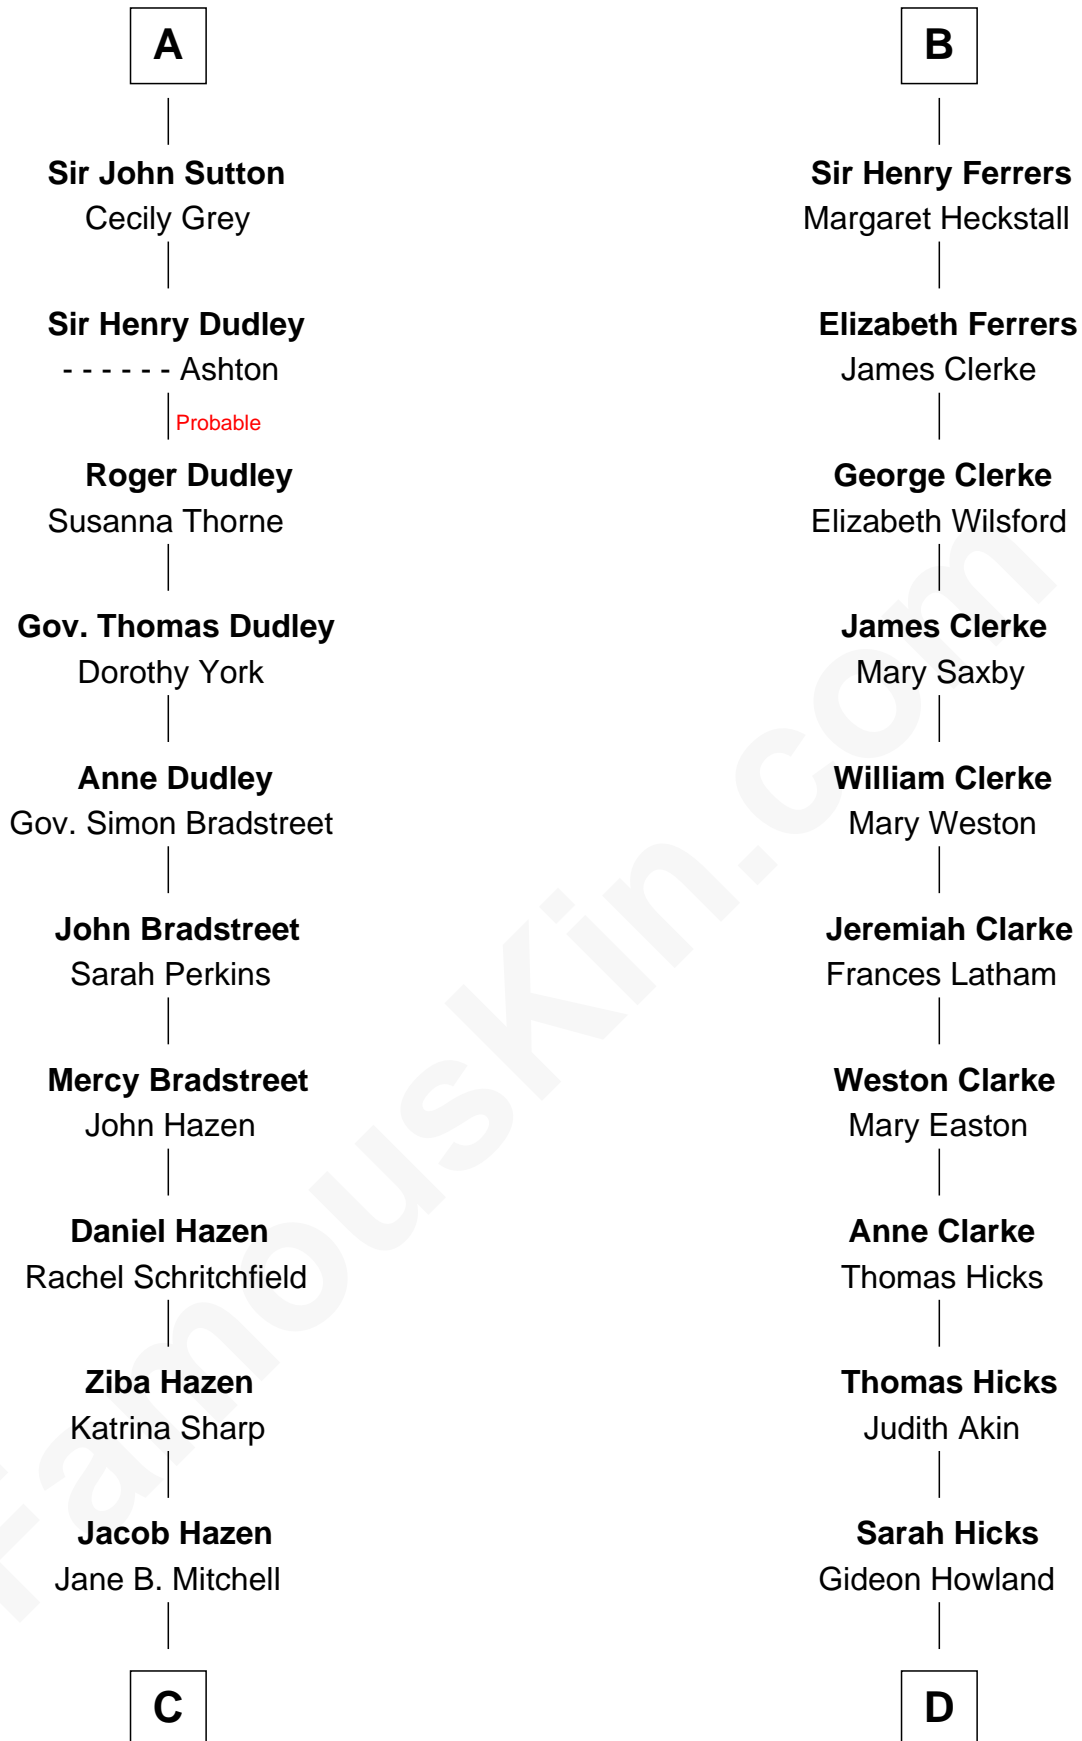 A
Sir John Sutton
Cecily Grey
Sir Henry Dudley
- - - - - - Ashton
Probable
Roger Dudley
Susanna Thorne
Gov. Thomas Dudley
Dorothy York
Anne Dudley
Gov. Simon Bradstreet
John Bradstreet
Sarah Perkins
Mercy Bradstreet
John Hazen
Daniel Hazen
Rachel Schritchfield
Ziba Hazen
Katrina Sharp
Jacob Hazen
Jane B. Mitchell
C
B
Sir Henry Ferrers
Margaret Heckstall
Elizabeth Ferrers
James Clerke
George Clerke
Elizabeth Wilsford
James Clerke
Mary Saxby
William Clerke
Mary Weston
Jeremiah Clarke
Frances Latham
Weston Clarke
Mary Easton
Anne Clarke
Thomas Hicks
Thomas Hicks
Judith Akin
Sarah Hicks
Gideon Howland
D
FamousKin.com